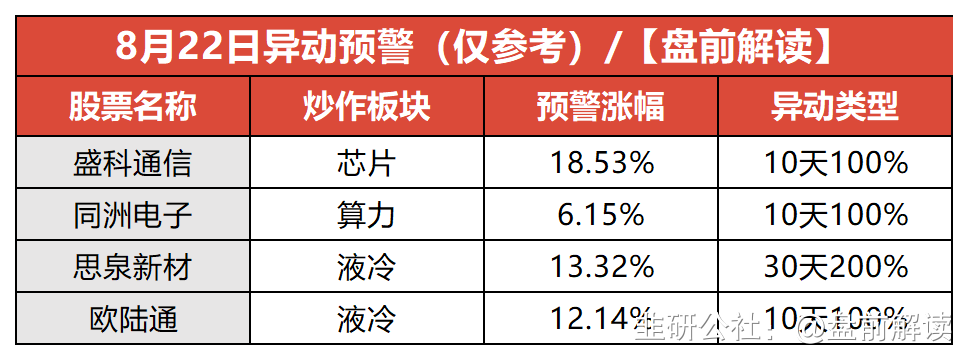 8月22日异动预警（仅参考）/【盘前解读】
股票名称 炒作板块 预警涨幅 异动类型
盛科通信 芯片 18.53% 10天100%
同洲电子 算力 6.15% 10天100%
思泉新材 液冷 13.32% 30天200%
欧陆通 液冷 12.14% 10天100%
韭研公社：@盘前解读